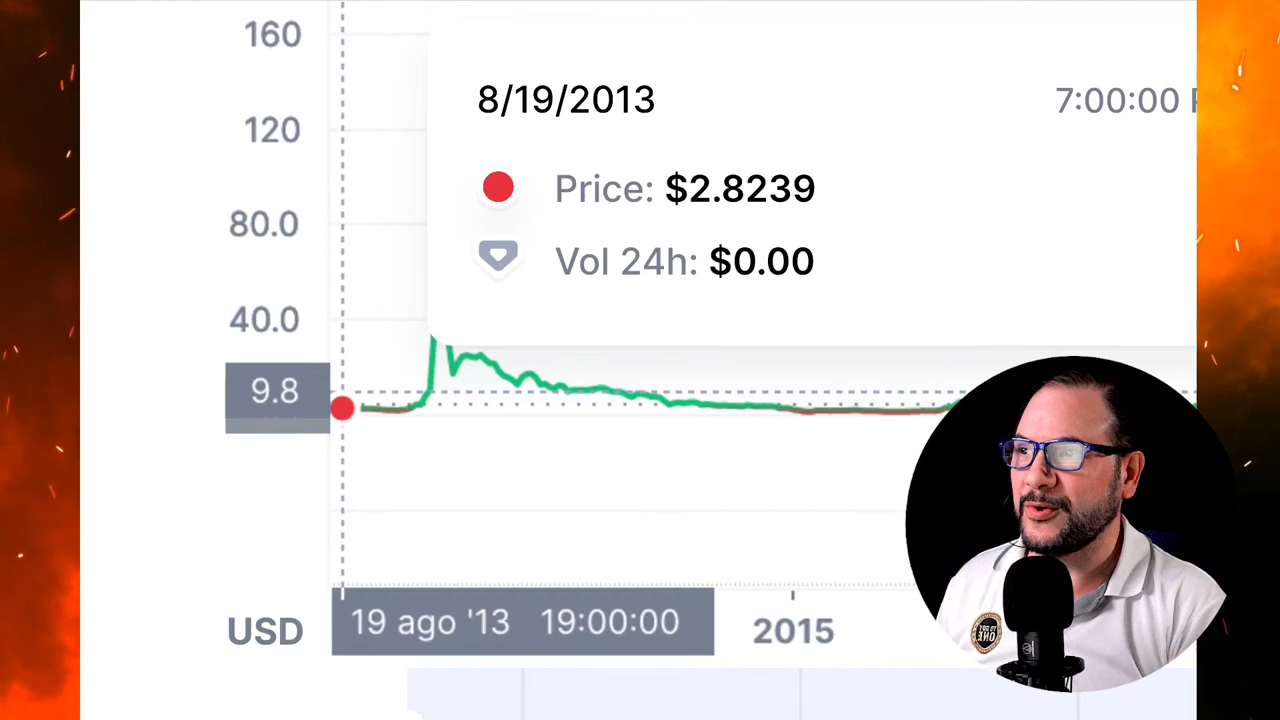 160
8/19/2013 7:00:00
120
Price: $2.8239
80.0
Vol 24h: $0.00
40.0
9.8
19 ago '13 19:00:00
USD
2015